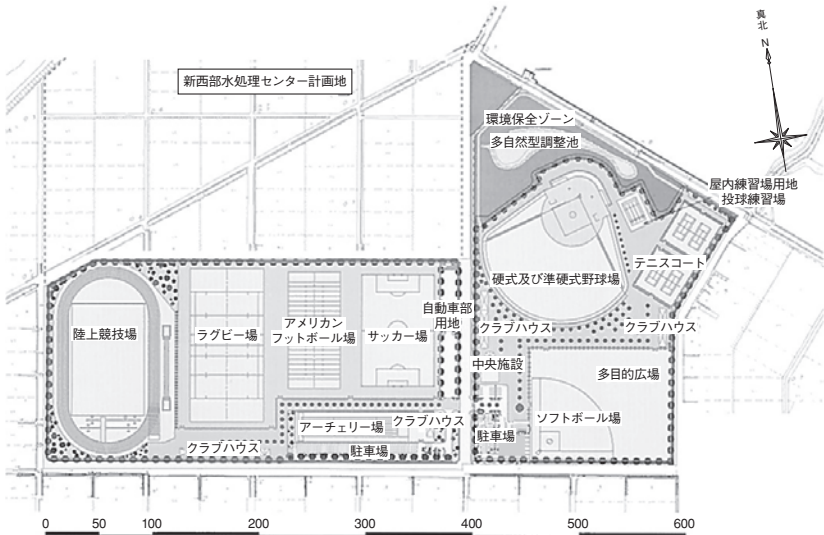 真北
N
新西部水処理センター計画地
環境保全ゾーン
多自然型調整池
屋内練習場用地
投球練習場
テニスコート
硬式及び準硬式野球場
自動車部
用地
陸上競技場
ラグビー場
アメリカン
フットボール場
サッカー場
クラブハウス
クラブハウス
中央施設
多目的広場
アーチェリー場
クラブハウス
ソフトボール場
駐車場
クラブハウス
駐車場
0 50 100 200 300 400 500 600